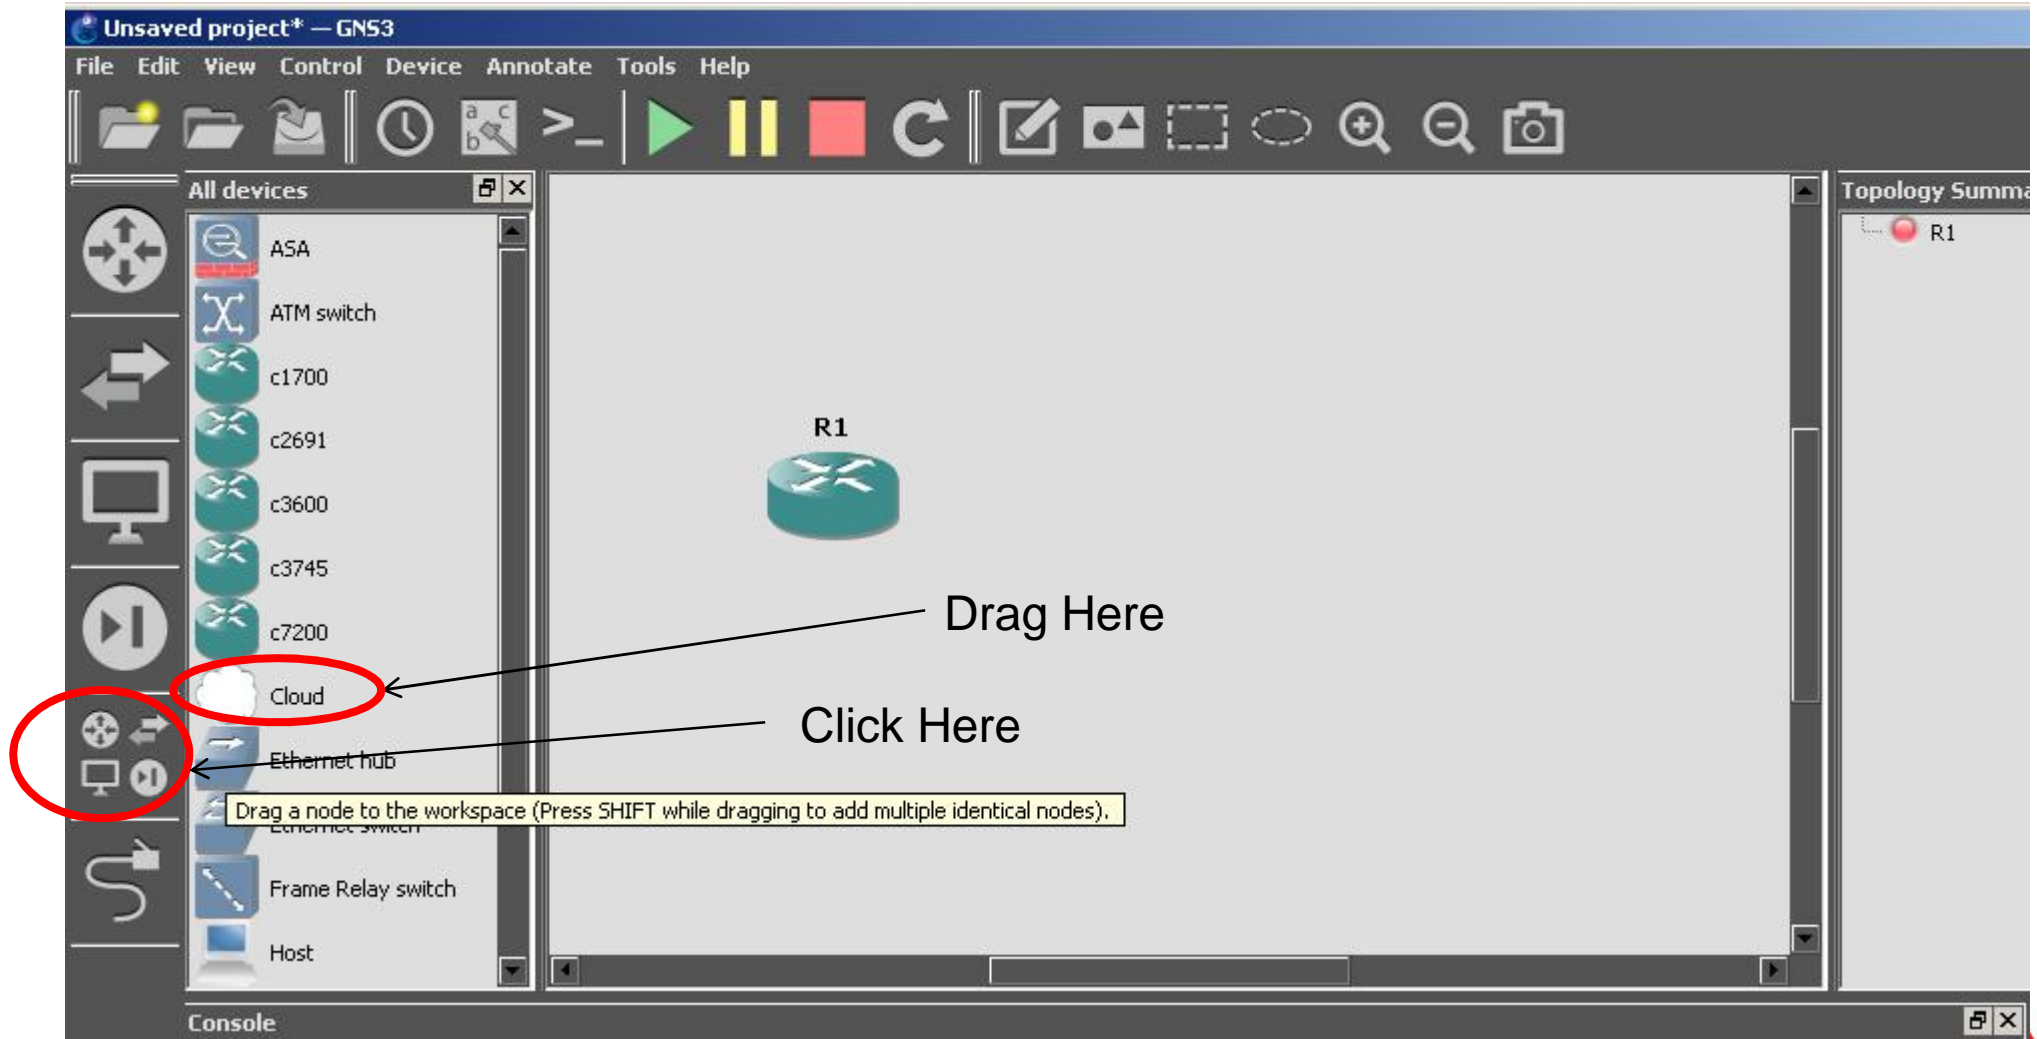 Unsaved project* — GNS3
File Edit View Control Device Annotate Tools Help
a c
b
>_
All devices
Topology Summa
ASA
R1
ATM switch
c1700
c2691
R1
c3600
c3745
Drag Here
c7200
Cloud
Click Here
Ethernet hub
Drag a node to the workspace (Press SHIFT while dragging to add multiple identical nodes).
Ethernet switch
Frame Relay switch
Host
Console